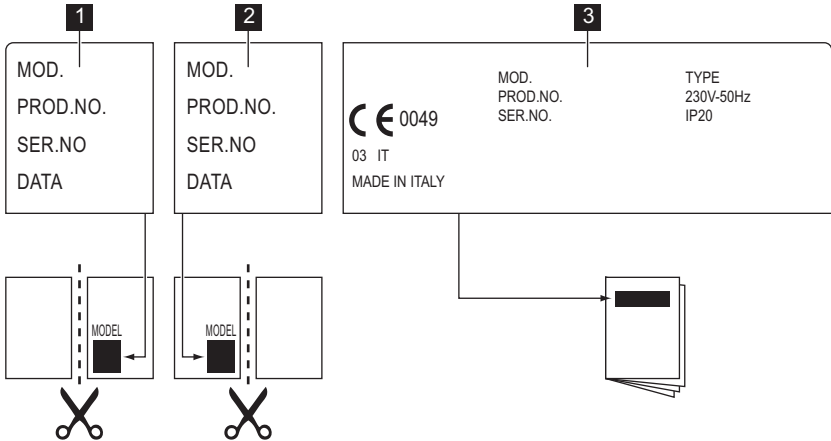 1
MOD.
PROD.NO.
SER.NO
DATA
2
MOD.
PROD.NO.
SER.NO
DATA
3
CE 0049
03 IT
MADE IN ITALY
MOD.
PROD.NO.
SER.NO.
TYPE
230V-50Hz
IP20
MODEL
MODEL